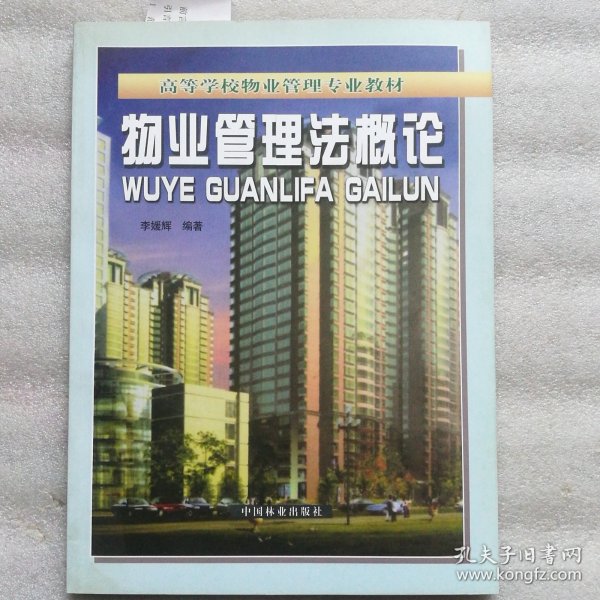 高等学校物业管理专业教材
物业管理法概论
WUYE GUANLIFA GAILUN
李媛辉 编著
中国林业出版社
孔夫子旧书网
www.kongfz.com